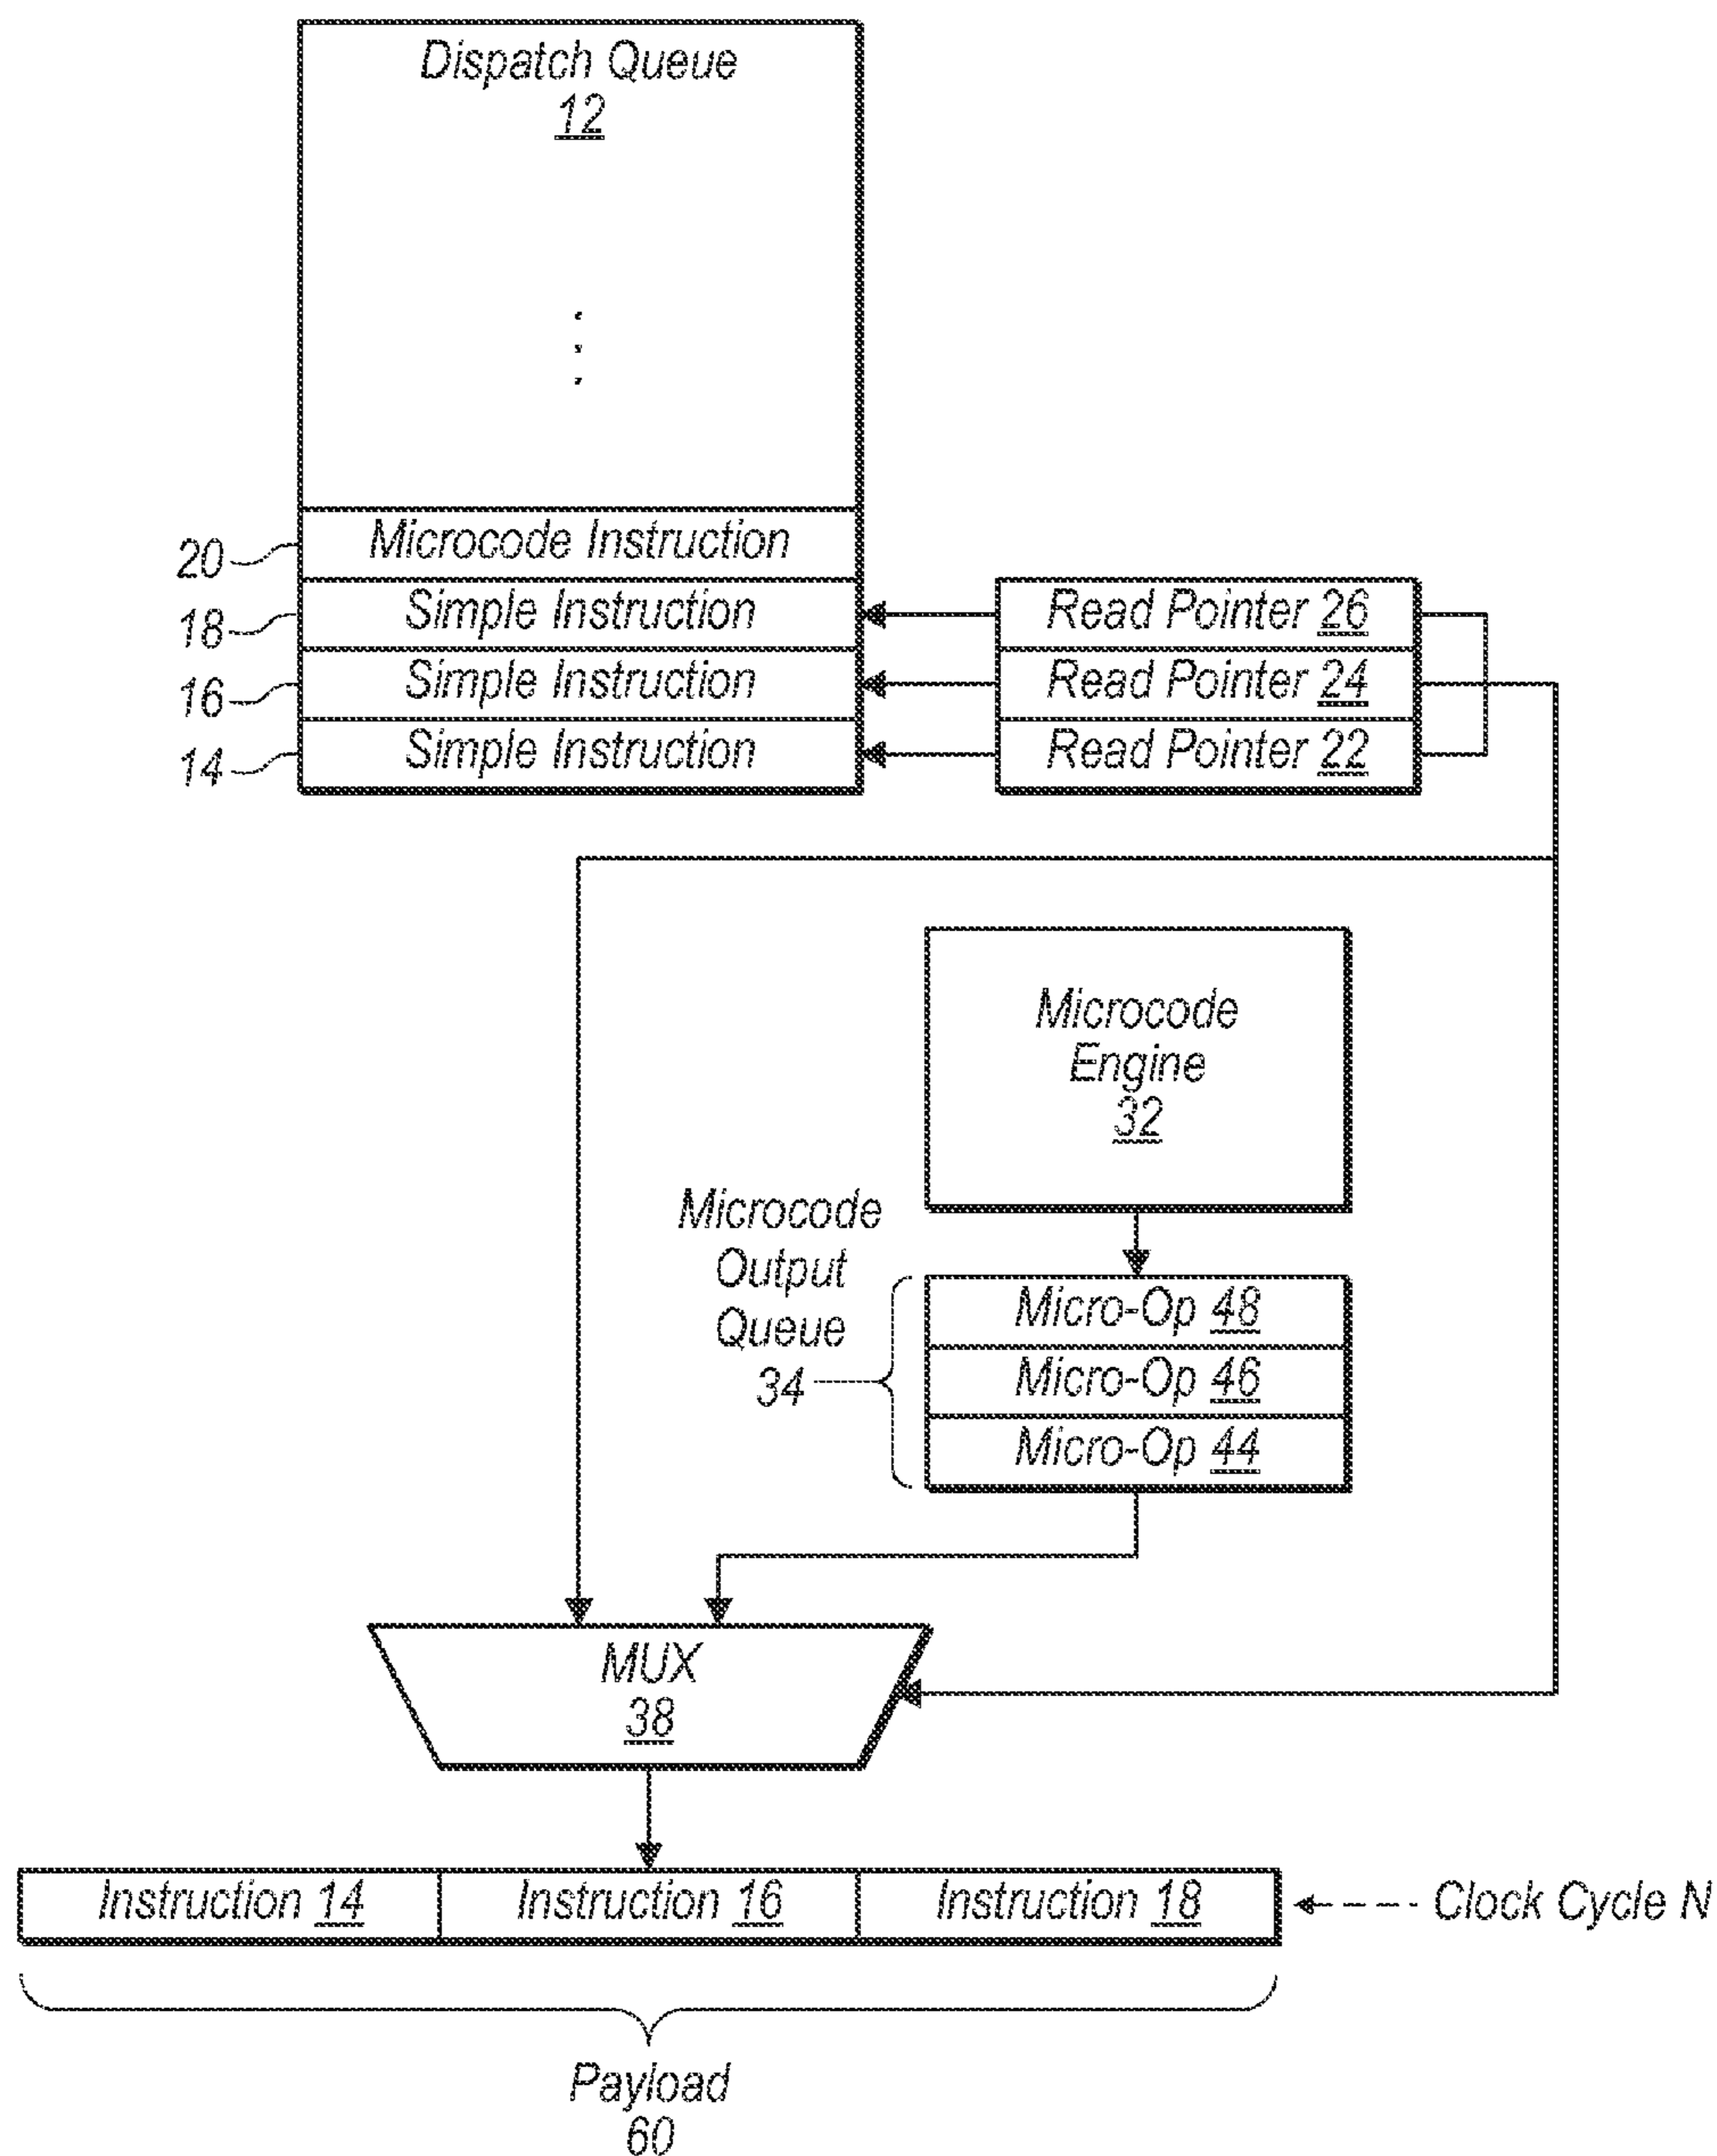 Dispatch Queue
12
20
Microcode Instruction
18
Simple Instruction
Read Pointer 26
16
Simple Instruction
Read Pointer 24
14
Simple Instruction
Read Pointer 22
Microcode
Engine
32
Microcode
Output
Queue
34
Micro-Op 48
Micro-Op 46
Micro-Op 44
MUX
38
Instruction 14
Instruction 16
Instruction 18
Clock Cycle N
Payload
60